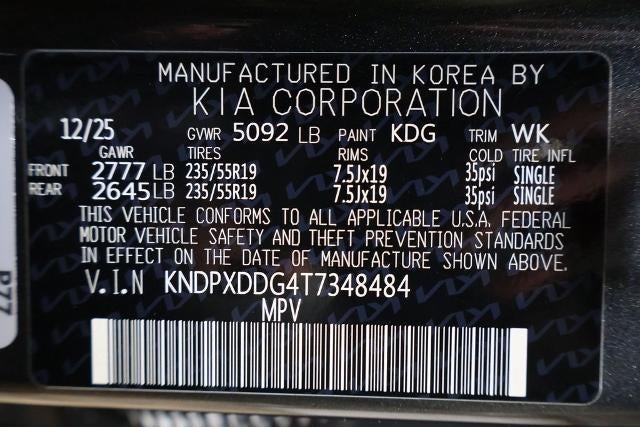 MANUFACTURED IN KOREA BY
KIA CORPORATION
12/25 GVWR 5092 LB PAINT KDG TRIM WK
GAWR TIRES RIMS COLD TIRE INFL
FRONT 2777 LB 235/55R19 7.5Jx19 35psi SINGLE
REAR 2645 LB 235/55R19 7.5Jx19 35psi SINGLE
THIS VEHICLE CONFORMS TO ALL APPLICABLE U.S.A. FEDERAL
MOTOR VEHICLE SAFETY AND THEFT PREVENTION STANDARDS
IN EFFECT ON THE DATE OF MANUFACTURE SHOWN ABOVE.
V.I.N KNDPXDDG4T7348484
MPV
P77